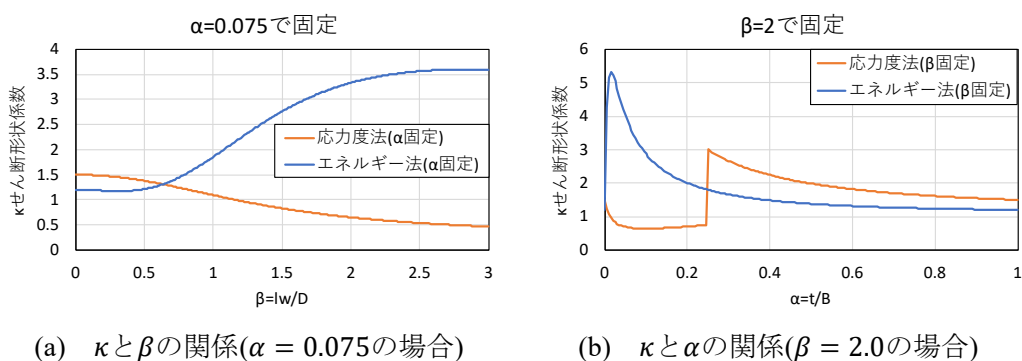 α=0.075で固定
κせん断形状係数
4
3.5
3
2.5
2
1.5
1
0.5
0
応力度法(α固定)
エネルギー法(α固定)
0 0.5 1 1.5 2 2.5 3
β=lw/D
(a) κとβの関係(α = 0.075の場合)
β=2で固定
κせん断形状係数
6
5
4
3
2
1
0
応力度法(β固定)
エネルギー法(β固定)
0 0.2 0.4 0.6 0.8 1
α=t/B
(b) κとαの関係(β = 2.0の場合)